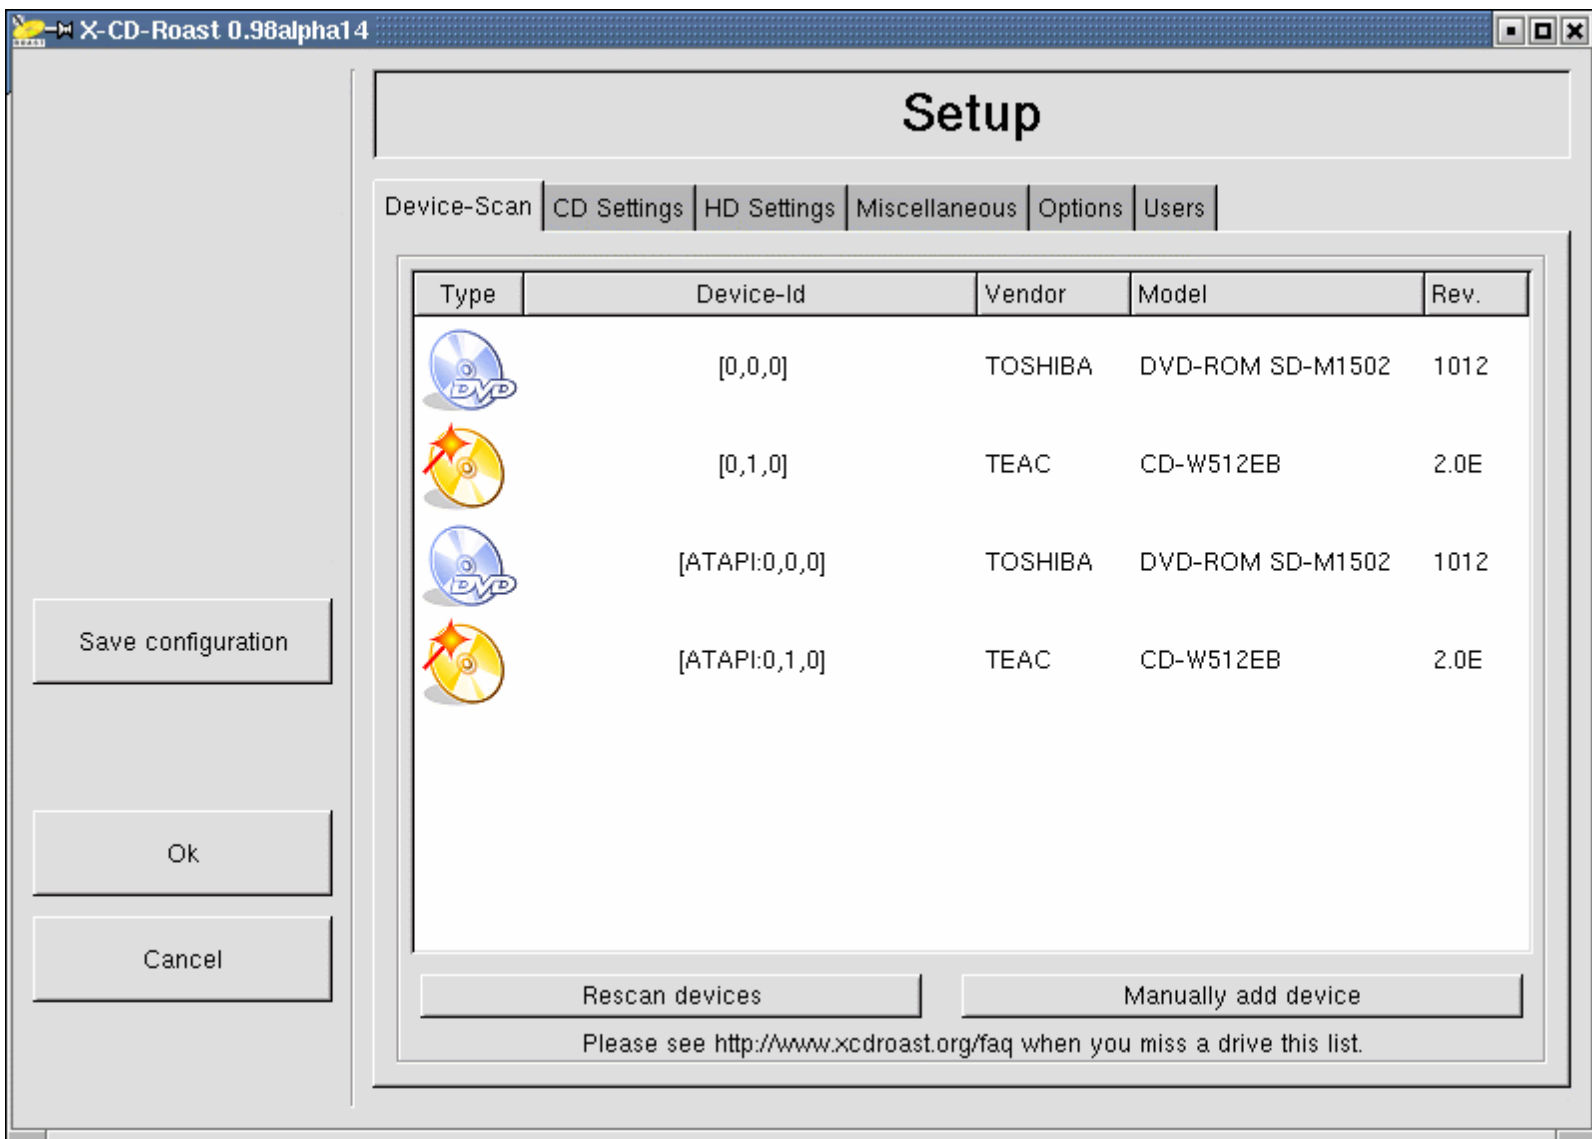 X-CD-Roast 0.98alpha14
Setup
Device-Scan CD Settings HD Settings Miscellaneous Options Users
Type Device-Id Vendor Model Rev.
DVD [0,0,0] TOSHIBA DVD-ROM SD-M1502 1012
[0,1,0] TEAC CD-W512EB 2.0E
DVD [ATAPI:0,0,0] TOSHIBA DVD-ROM SD-M1502 1012
[ATAPI:0,1,0] TEAC CD-W512EB 2.0E
Save configuration
Ok
Cancel
Rescan devices Manually add device
Please see http://www.xcdroast.org/faq when you miss a drive this list.